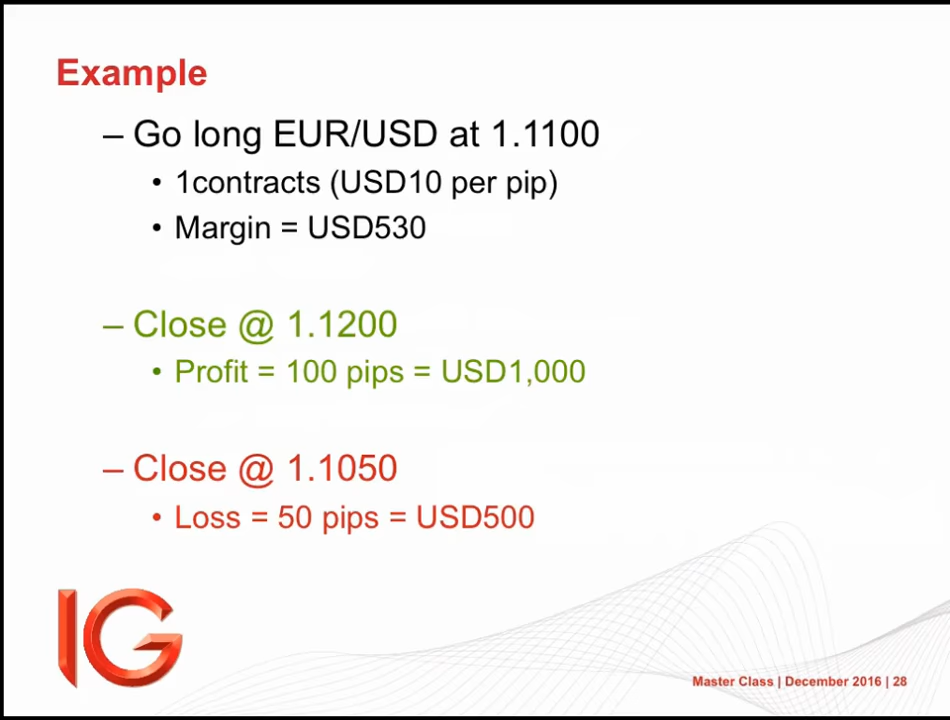 Example
– Go long EUR/USD at 1.1100
• 1contracts (USD10 per pip)
• Margin = USD530
– Close @ 1.1200
• Profit = 100 pips = USD1,000
– Close @ 1.1050
• Loss = 50 pips = USD500
IG
Master Class | December 2016 | 28